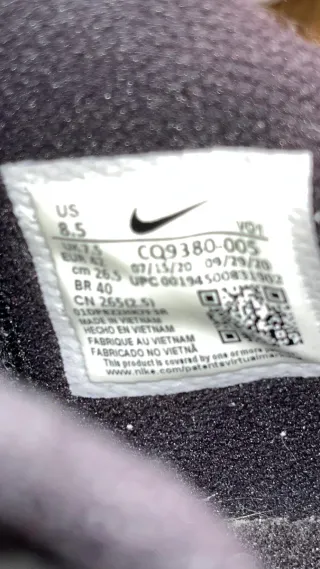 US
8.5 VD1
UK 7.5
EUR 42 CQ9380-005
cm 26.5 07/15/20 09/29/20
BR 40 UPC 00194500831902
CN 265(2.5)
MADE IN VIETNAM
HECHO EN VIETNAM
FABRIQUE AU VIETNAM
FABRICADO NO VIETNÃ
This product is covered by one or more
www.nike.com/patents